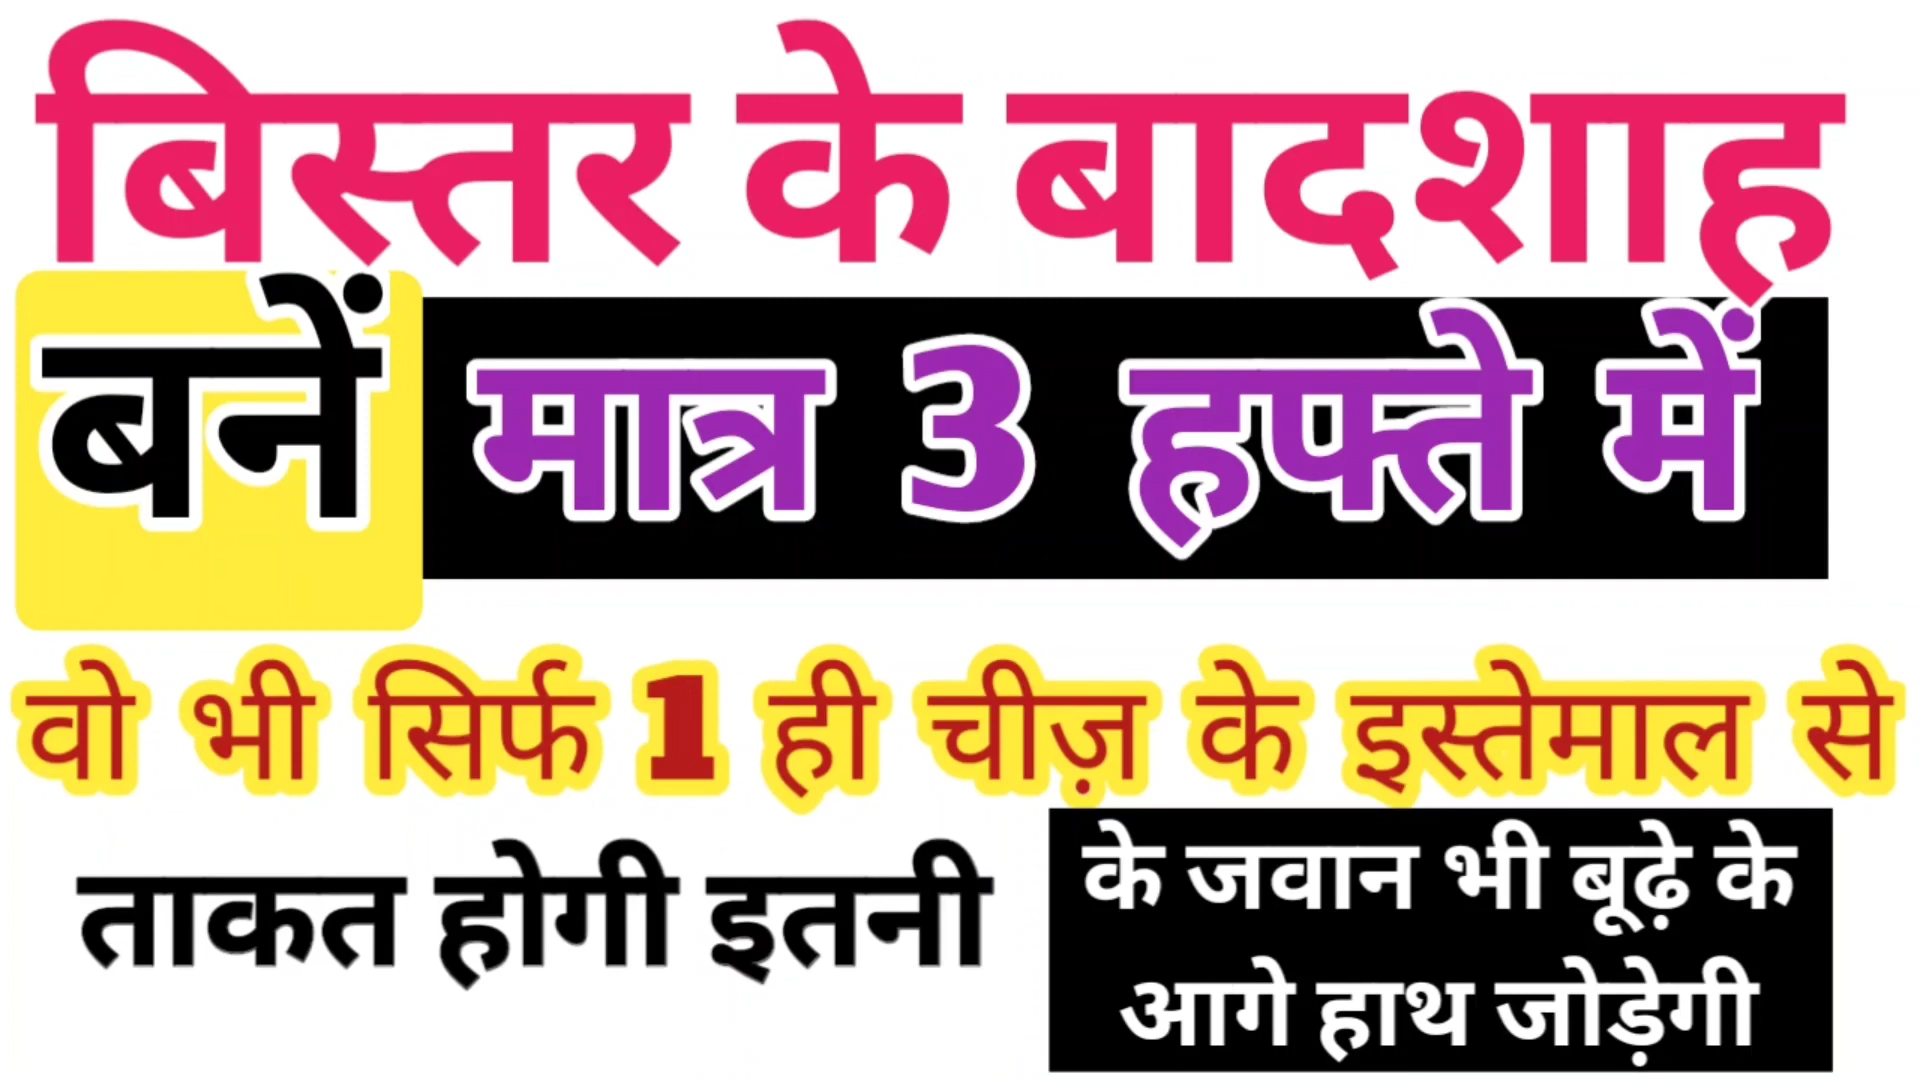 बिस्तर के बादशाह
बनें मात्र 3 हफ्ते में
वो भी सिर्फ 1 ही चीज़ के इस्तेमाल से
ताकत होगी इतनी
के जवान भी बूढ़े के
आगे हाथ जोड़ेगी